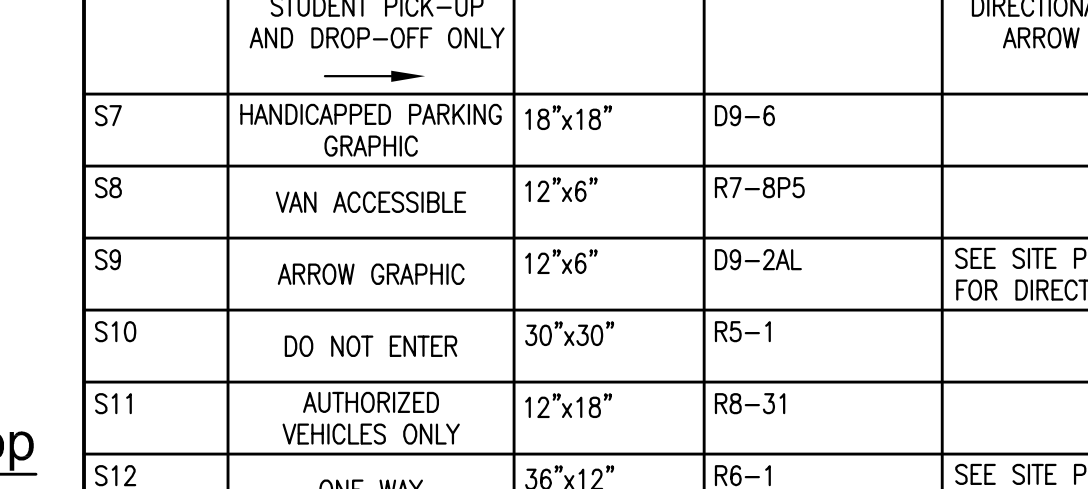 STUDENT PICK-UP
AND DROP-OFF ONLY
ARROW
S7
HANDICAPPED PARKING
GRAPHIC
18"x18"
D9-6
S8
VAN ACCESSIBLE
12"x6"
R7-8P5
S9
ARROW GRAPHIC
12"x6"
D9-2AL
SEE SITE
FOR
S10
DO NOT ENTER
30"x30"
R5-1
S11
AUTHORIZED
VEHICLES ONLY
12"x18"
R8-31
S12
ONE WAY
36"x12"
R6-1
SEE SITE